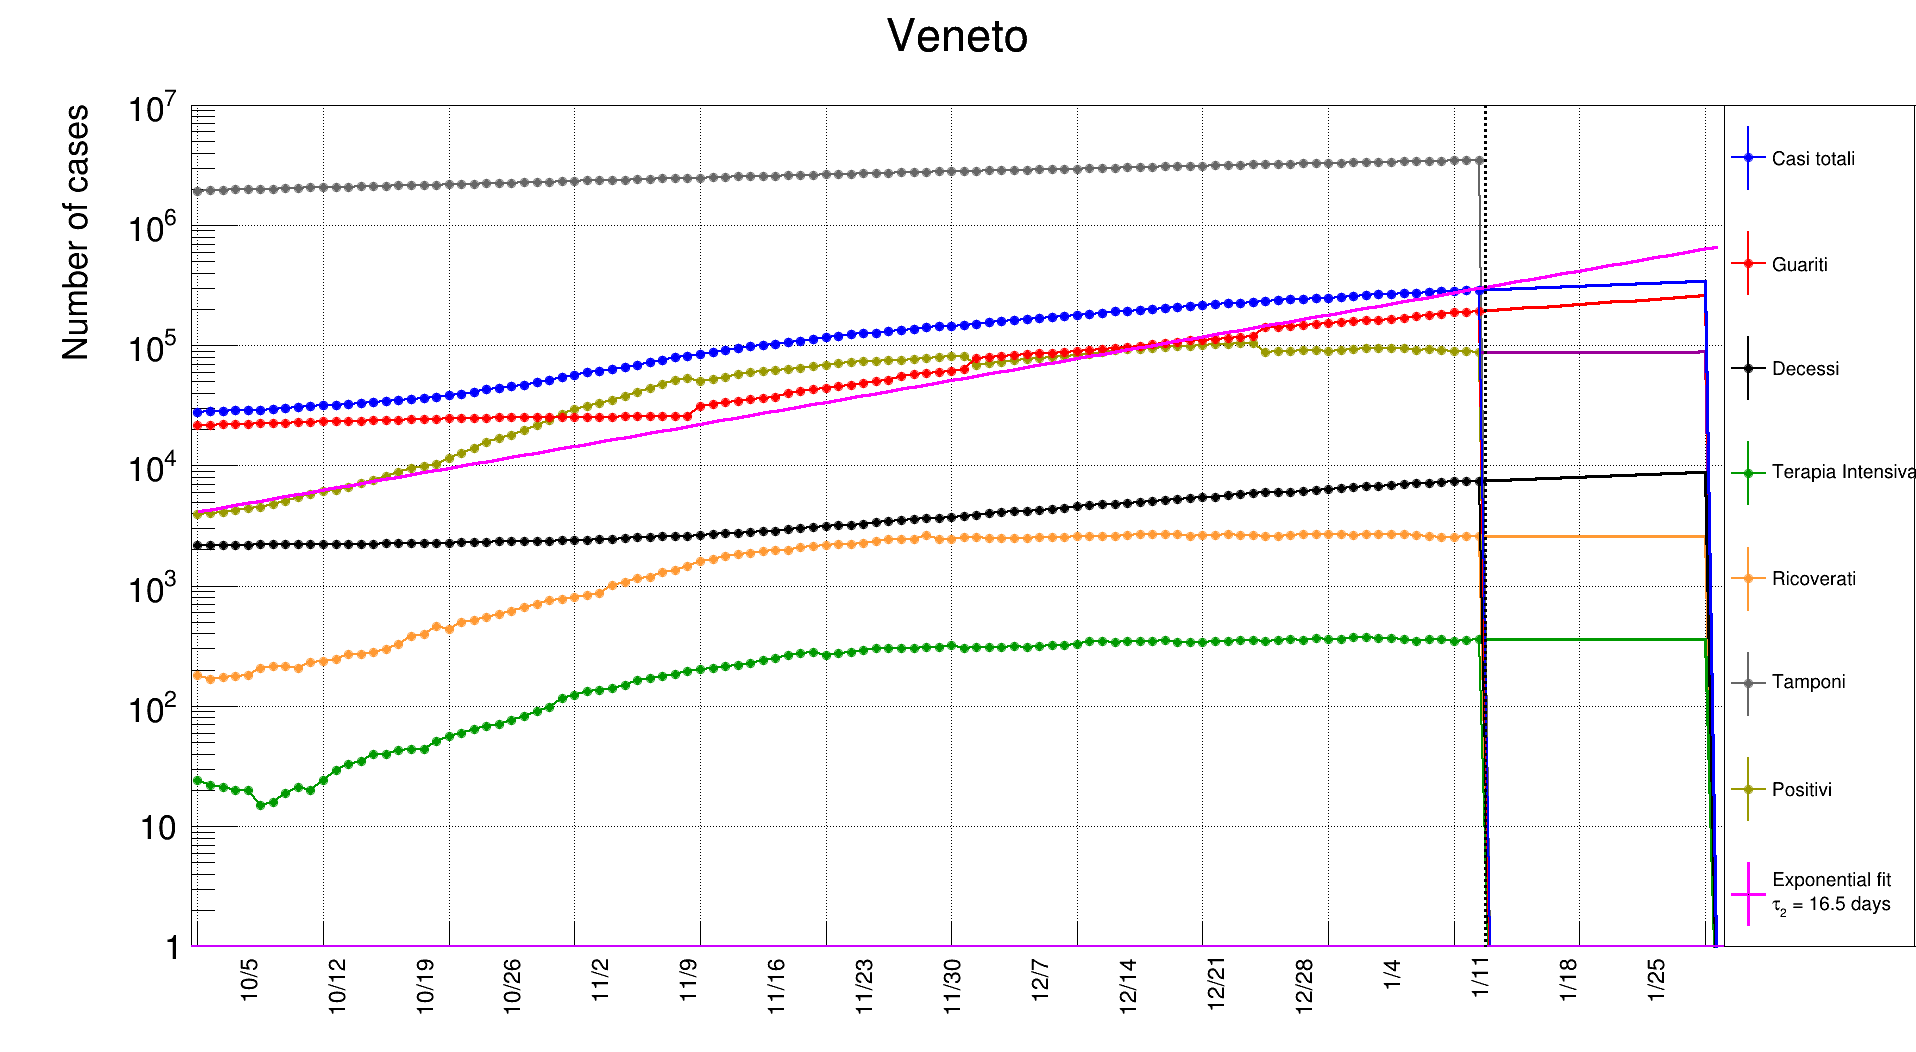 Veneto
Number of cases
10^7
10^6
10^5
10^4
10^3
10^2
10
1
10/5
10/12
10/19
10/26
11/2
11/9
11/16
11/23
11/30
12/7
12/14
12/21
12/28
1/4
1/11
1/18
1/25
Casi totali
Guariti
Decessi
Terapia Intensiva
Ricoverati
Tamponi
Positivi
Exponential fit
τ_2 = 16.5 days